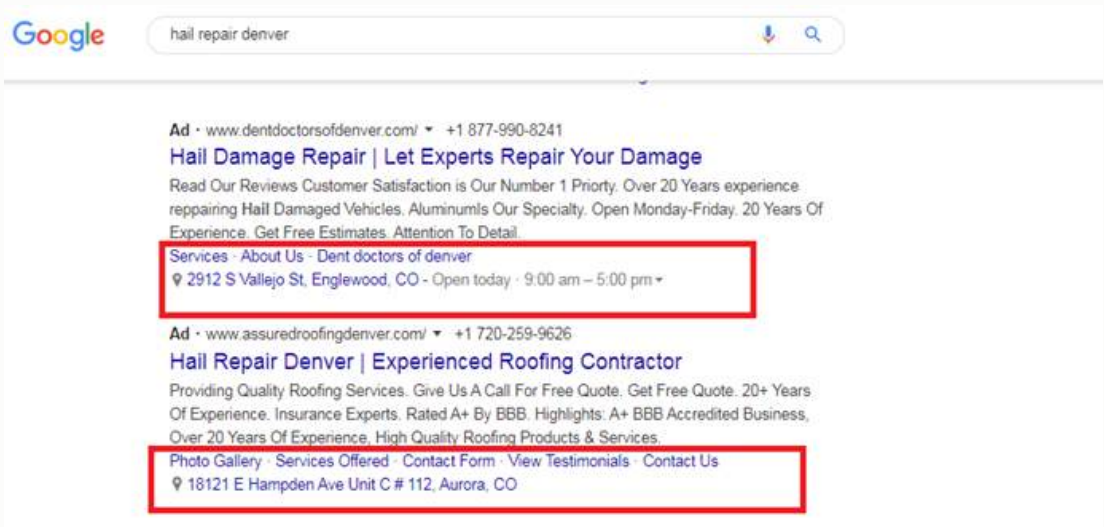 Google
hail repair denver
Ad · www.dentdoctorsofdenver.com/ +1 877-990-8241
Hail Damage Repair | Let Experts Repair Your Damage
Read Our Reviews Customer Satisfaction is Our Number 1 Priorty. Over 20 Years experience
reppairing Hail Damaged Vehicles. Aluminumls Our Specialty. Open Monday-Friday. 20 Years Of
Experience. Get Free Estimates. Attention To Detail.
Services · About Us · Dent doctors of denver
2912 S Vallejo St, Englewood, CO - Open today · 9:00 am – 5:00 pm
Ad · www.assuredroofingdenver.com/ +1 720-259-9626
Hail Repair Denver | Experienced Roofing Contractor
Providing Quality Roofing Services. Give Us A Call For Free Quote. Get Free Quote. 20+ Years
Of Experience. Insurance Experts. Rated A+ By BBB. Highlights: A+ BBB Accredited Business,
Over 20 Years Of Experience, High Quality Roofing Products & Services.
Photo Gallery · Services Offered · Contact Form · View Testimonials · Contact Us
18121 E Hampden Ave Unit C # 112, Aurora, CO